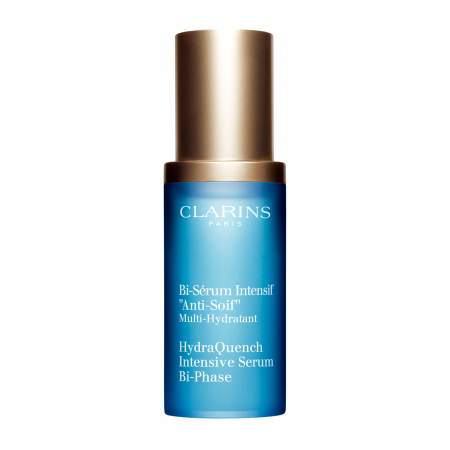 CLARINS
PARIS
Bi-Sérum Intensif
"Anti-Soif"
Multi-Hydratant
HydraQuench
Intensive Serum
Bi-Phase